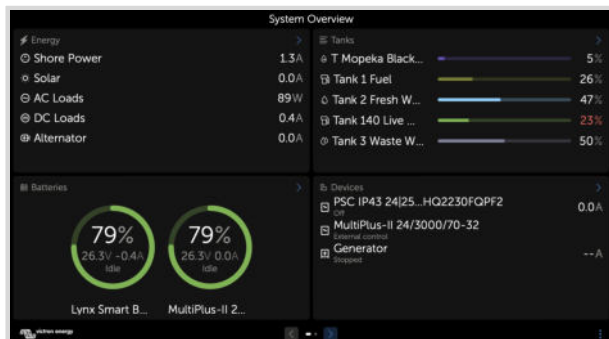 System Overview
Energy
Shore Power 1.3A
Solar 0.0A
AC Loads 89W
DC Loads 0.4A
Alternator 0.0A
Tanks
T Mopeka Black... 5%
Tank 1 Fuel 26%
Tank 2 Fresh W... 47%
Tank 140 Live ... 23%
Tank 3 Waste W... 50%
Batteries
79%
26.3V -0.4A
Idle
Lynx Smart B...
79%
26.3V 0.0A
Idle
MultiPlus-II 2...
Devices
PSC IP43 24|25...HQ2230FQPF2 0.0A
Off
MultiPlus-II 24/3000/70-32
External control
Generator --A
Stopped
victron energy